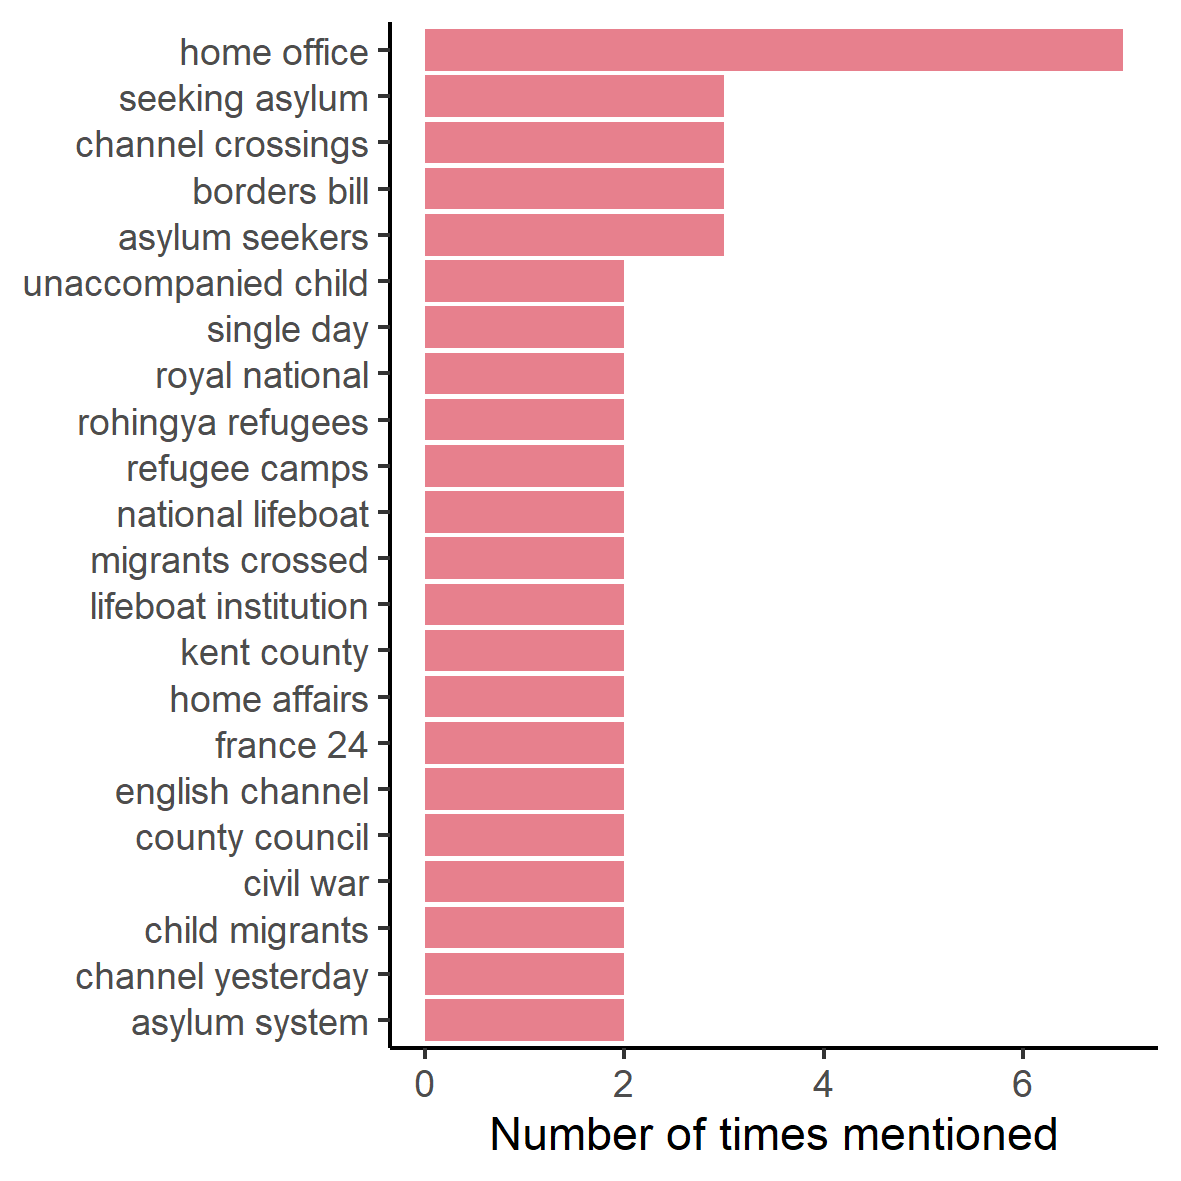 home office
seeking asylum
channel crossings
borders bill
asylum seekers
unaccompanied child
single day
royal national
rohingya refugees
refugee camps
national lifeboat
migrants crossed
lifeboat institution
kent county
home affairs
france 24
english channel
county council
civil war
child migrants
channel yesterday
asylum system
0 2 4 6
Number of times mentioned